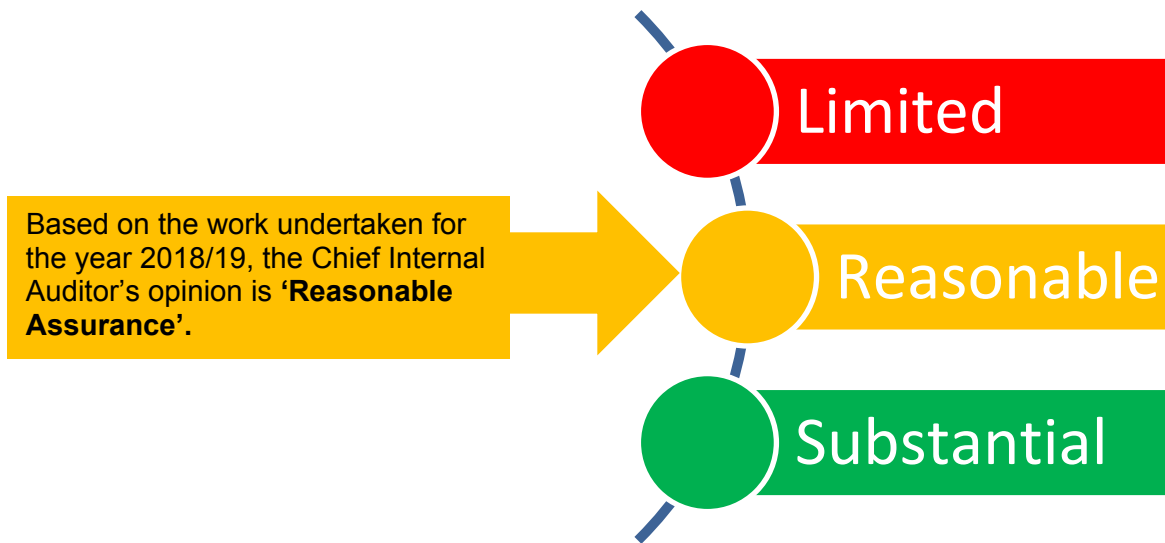 Limited
Based on the work undertaken for
the year 2018/19, the Chief Internal
Auditor’s opinion is ‘Reasonable
Assurance’.
Reasonable
Substantial